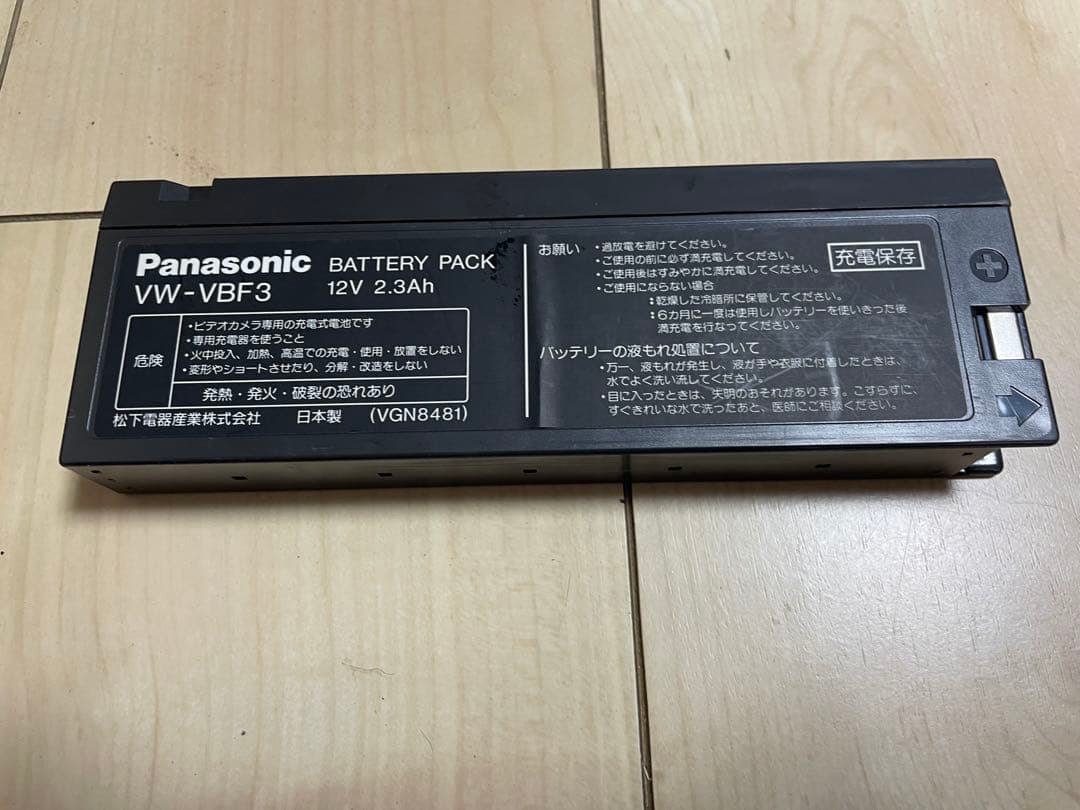 Panasonic BATTERY PACK
VW-VBF3 12V 2.3Ah
危険
・ビデオカメラ専用の充電式電池です
・専用充電器を使うこと
・火中投入、加熱、高温での充電・使用・放置をしない
・変形やショートさせたり、分解・改造をしない
発熱・発火・破裂の恐れあり
松下電器産業株式会社 日本製 (VGN8481)
お願い
・過放電を避けてください。
・ご使用の前に必ず満充電してください。
・ご使用後はすみやかに満充電してください。
・ご使用にならない場合
：乾燥した冷暗所に保管してください。
：6カ月に一度は使用しバッテリーを使いきった後
満充電を行なってください。
充電保存
バッテリーの液もれ処置について
・万一、液もれが発生し、液が手や衣服に付着したときは、
水でよく洗い流してください。
・目に入ったときは、失明のおそれがあります。こすらずに、
すぐきれいな水で洗ったあと、医師にご相談ください。
+